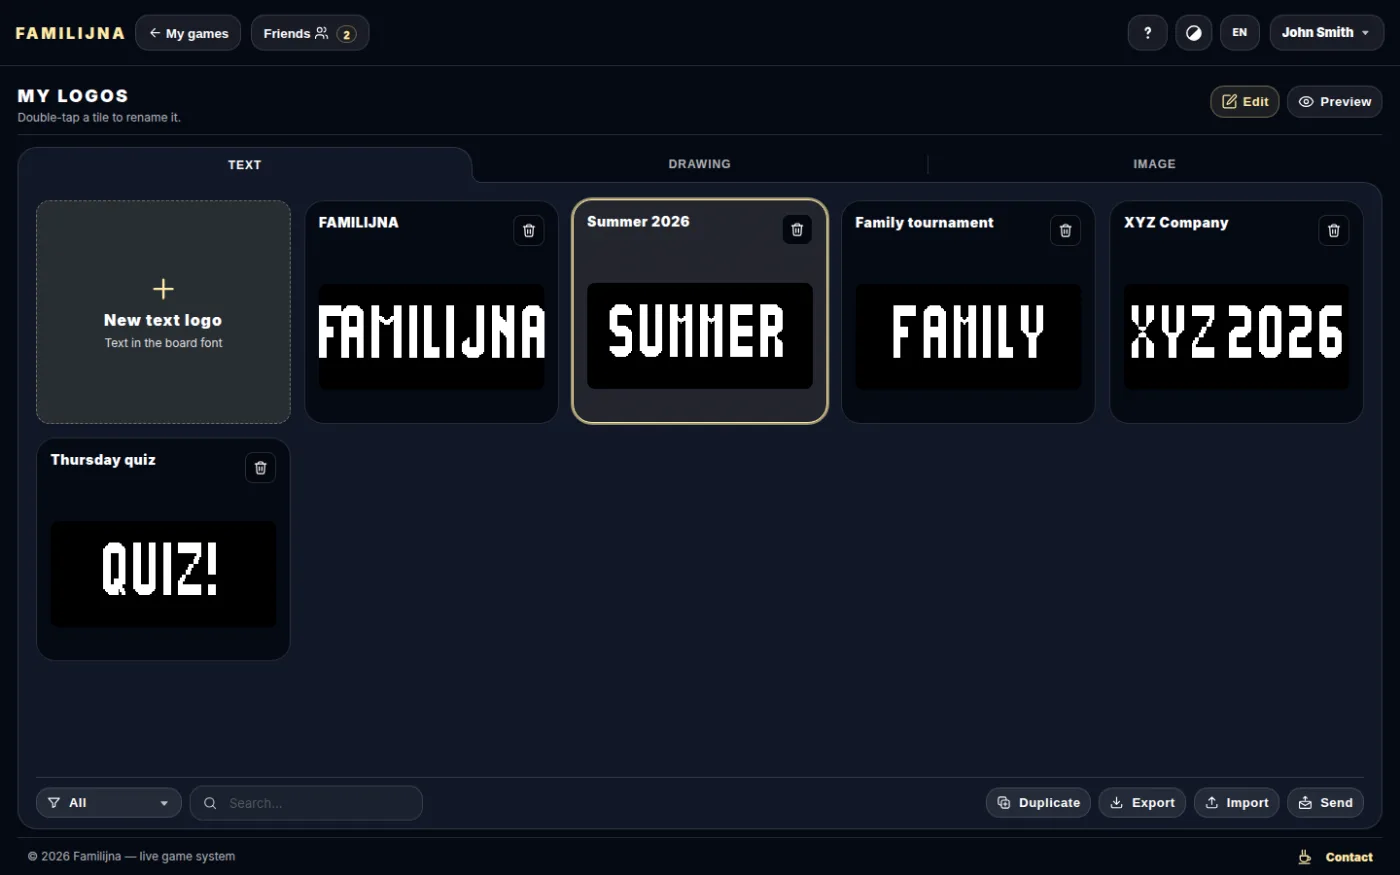 FAMILIJNA
My games
Friends 2
?
EN
John Smith
MY LOGOS
Double-tap a tile to rename it.
Edit
Preview
TEXT
DRAWING
IMAGE
New text logo
Text in the board font
FAMILIJNA
FAMILIJNA
Summer 2026
SUMMER
Family tournament
FAMILY
XYZ Company
XYZ 2026
Thursday quiz
QUIZ!
All
Search...
Duplicate
Export
Import
Send
© 2026 Familijna — live game system
Contact